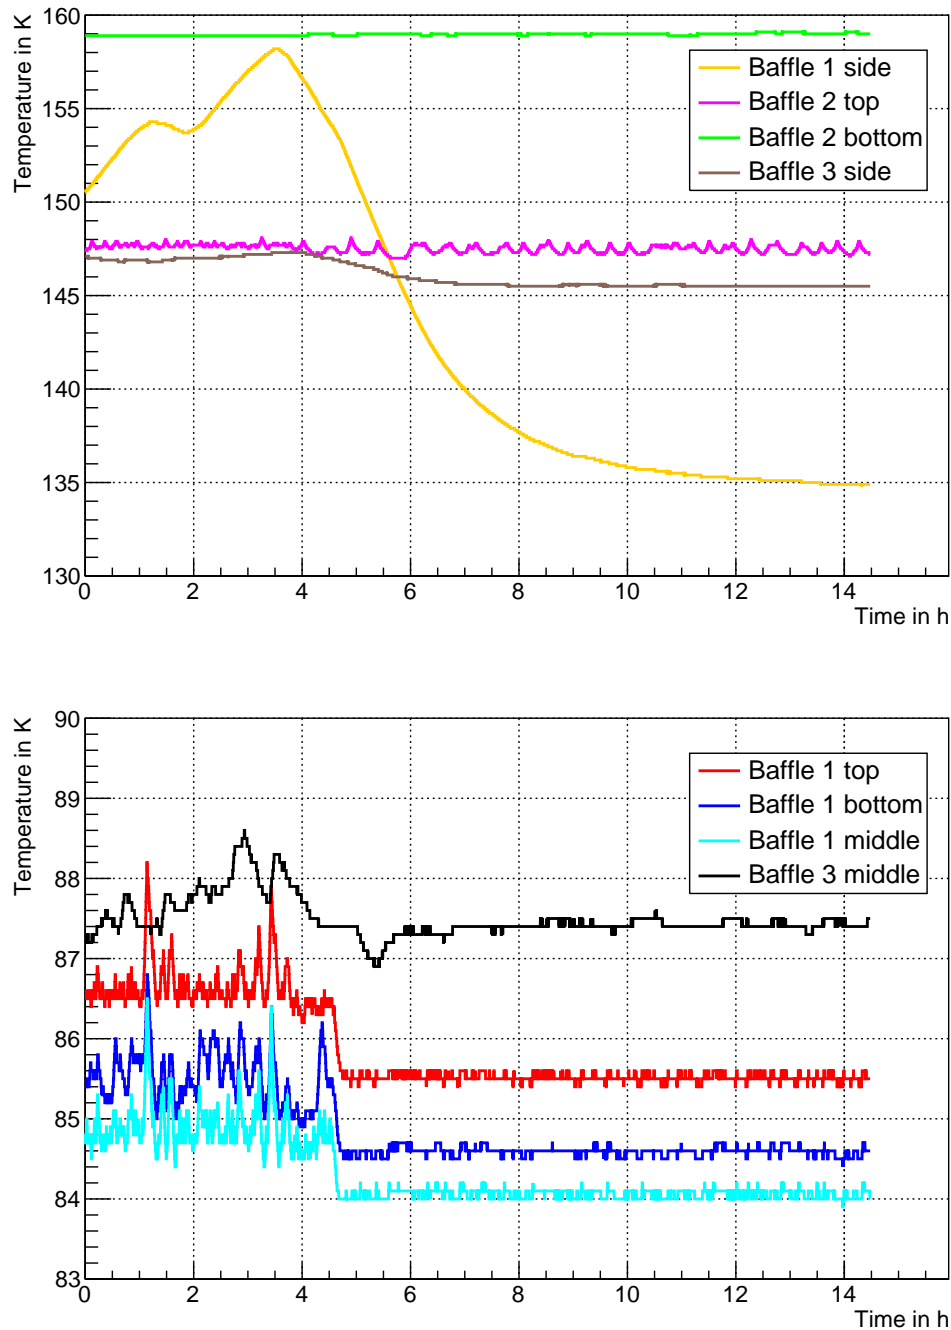 Temperature in K
160
155
150
145
140
135
130
Baffle 1 side
Baffle 2 top
Baffle 2 bottom
Baffle 3 side
0 2 4 6 8 10 12 14
Time in h
Temperature in K
90
89
88
87
86
85
84
83
Baffle 1 top
Baffle 1 bottom
Baffle 1 middle
Baffle 3 middle
0 2 4 6 8 10 12 14
Time in h